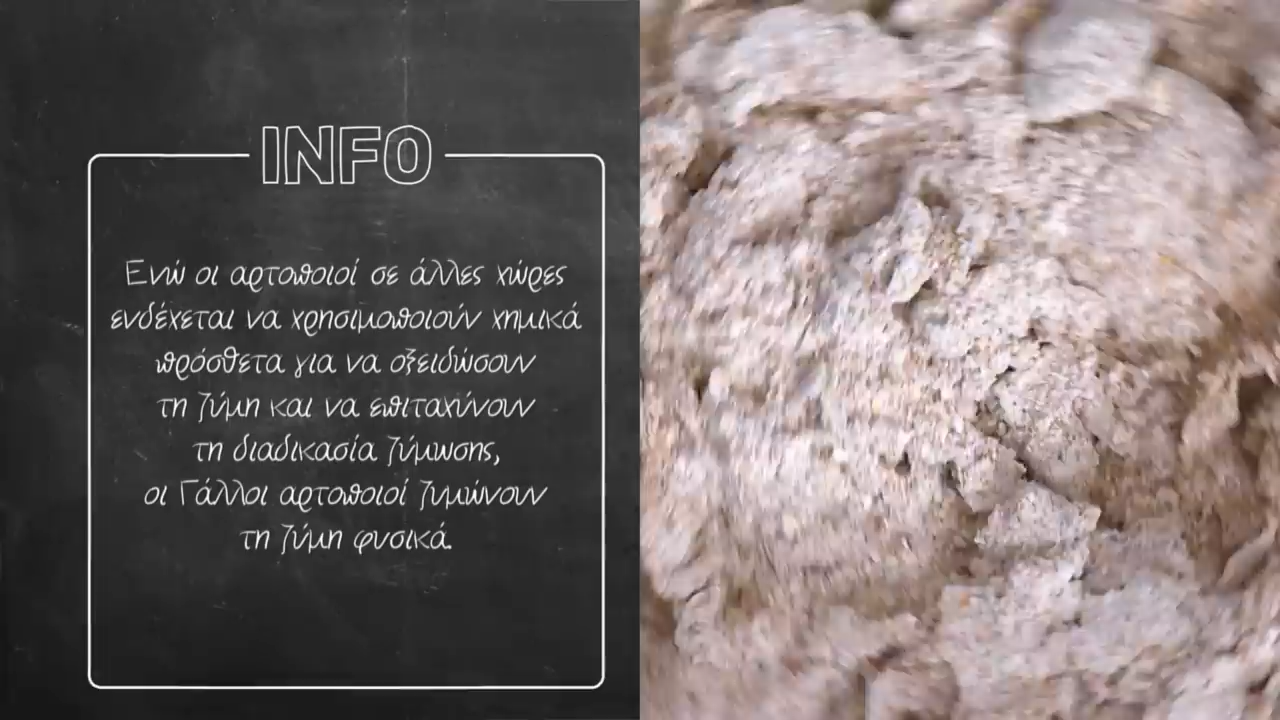 INFO
Ενώ οι αρτοποιοί σε άλλες χώρες
ενδέχεται να χρησιμοποιούν χημικά
πρόσθετα για να οξειδώσουν
τη ζύμη και να επιταχύνουν
τη διαδικασία ζύμωσης,
οι Γάλλοι αρτοποιοί ζυμώνουν
τη ζύμη φυσικά.